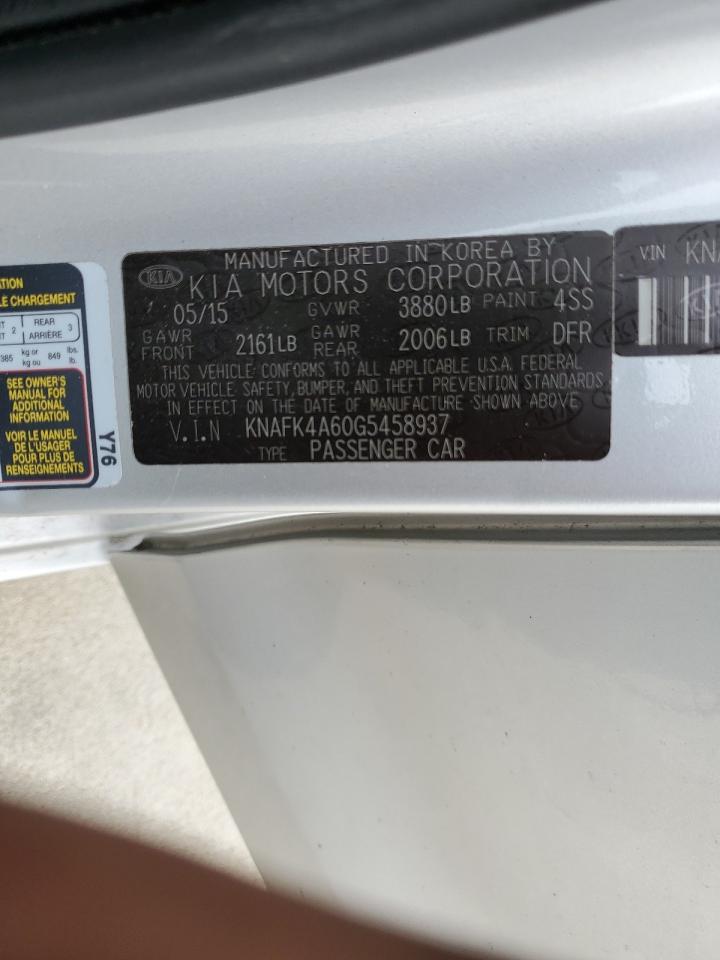 ATION
LE CHARGEMENT
T 2 REAR 3
T ARRIÈRE
385 kg or 849 lbs.
kg ou lb.
SEE OWNER'S
MANUAL FOR
ADDITIONAL
INFORMATION
VOIR LE MANUEL
DE L'USAGER
POUR PLUS DE
RENSEIGNEMENTS
Y76
MANUFACTURED IN KOREA BY
KIA KIA MOTORS CORPORATION
05/15 GVWR 3880LB PAINT 4SS
GAWR FRONT 2161LB GAWR REAR 2006LB TRIM DFR
THIS VEHICLE CONFORMS TO ALL APPLICABLE U.S.A. FEDERAL
MOTOR VEHICLE SAFETY, BUMPER, AND THEFT PREVENTION STANDARDS
IN EFFECT ON THE DATE OF MANUFACTURE SHOWN ABOVE
V.I.N KNAFK4A60G5458937
TYPE PASSENGER CAR
VIN KNA